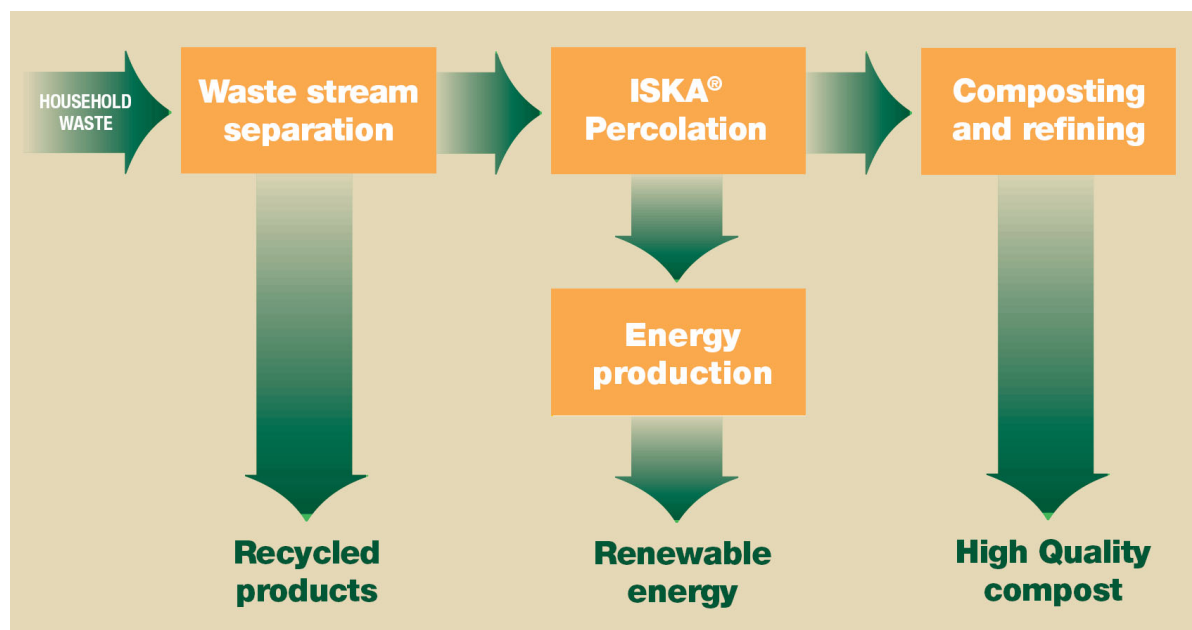 HOUSEHOLD
WASTE
Waste stream
separation
ISKA®
Percolation
Composting
and refining
Energy
production
Recycled
products
Renewable
energy
High Quality
compost